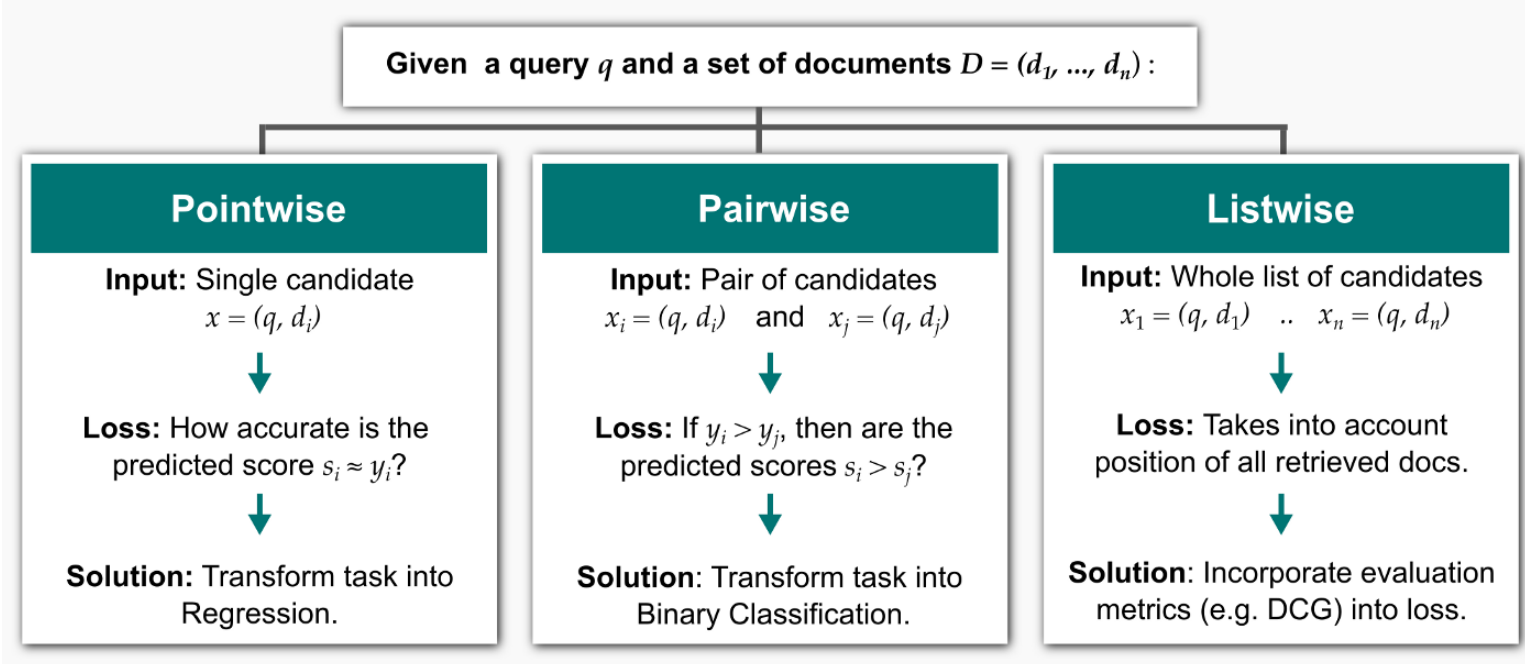 Given a query q and a set of documents D = (d₁, ..., dₙ) :
Pointwise
Input: Single candidate
x = (q, dᵢ)
Loss: How accurate is the
predicted score sᵢ ≈ yᵢ?
Solution: Transform task into
Regression.
Pairwise
Input: Pair of candidates
xᵢ = (q, dᵢ) and xⱼ = (q, dⱼ)
Loss: If yᵢ > yⱼ, then are the
predicted scores sᵢ > sⱼ?
Solution: Transform task into
Binary Classification.
Listwise
Input: Whole list of candidates
x₁ = (q, d₁) .. xₙ = (q, dₙ)
Loss: Takes into account
position of all retrieved docs.
Solution: Incorporate evaluation
metrics (e.g. DCG) into loss.